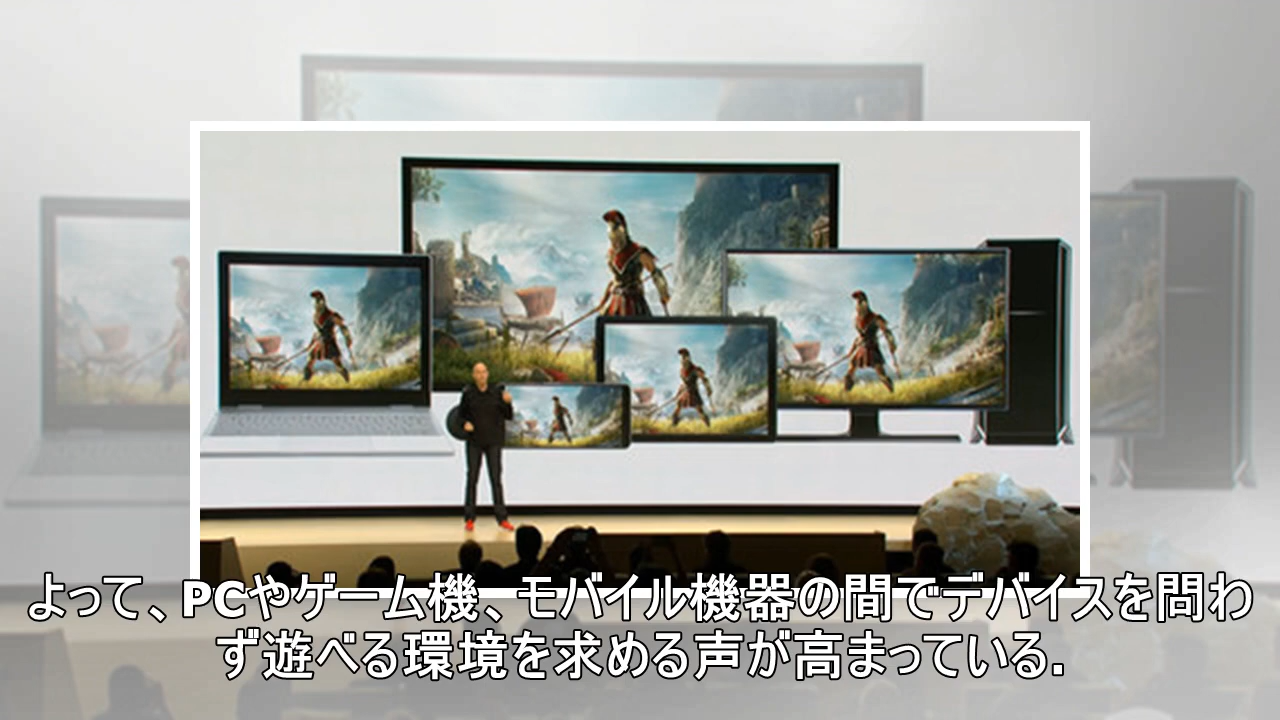 よって、PCやゲーム機、モバイル機器の間でデバイスを問わ
ず遊べる環境を求める声が高まっている.